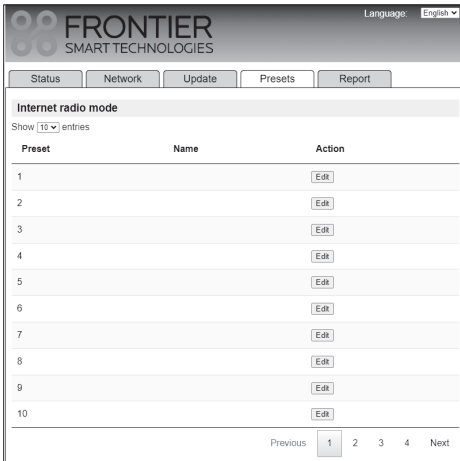 Language: English
FRONTIER
SMART TECHNOLOGIES
Status Network Update Presets Report
Internet radio mode
Show 10 entries
Preset Name Action
1 Edit
2 Edit
3 Edit
4 Edit
5 Edit
6 Edit
7 Edit
8 Edit
9 Edit
10 Edit
Previous 1 2 3 4 Next